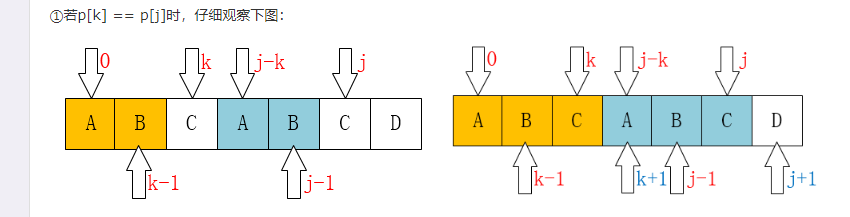 ①若p[k] == p[j]时，仔细观察下图：
0 k j-k j
A B C A B C D
k-1 j-1
0 k j-k j
A B C A B C D
k-1 k+1 j-1 j+1